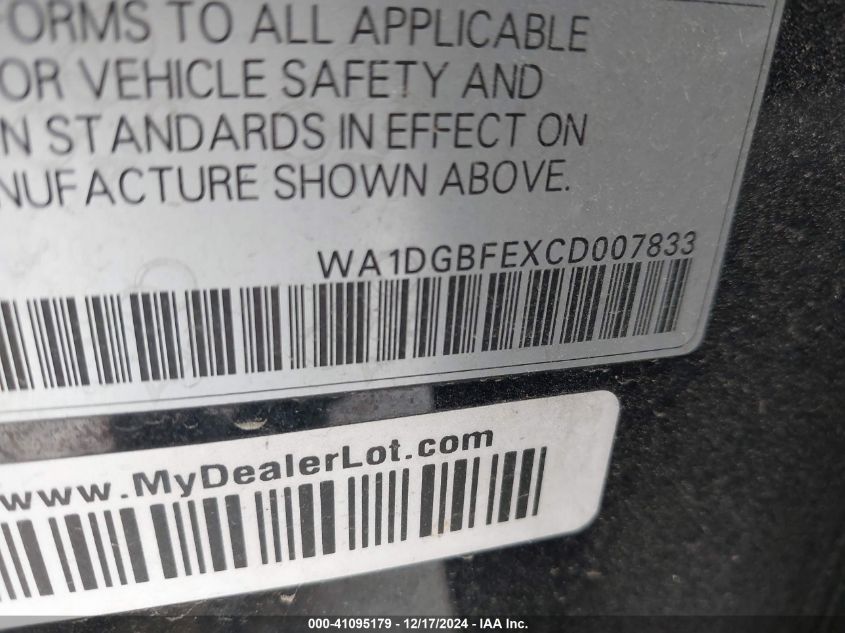 FORMS TO ALL APPLICABLE
OR VEHICLE SAFETY AND
N STANDARDS IN EFFECT ON
NUFACTURE SHOWN ABOVE.
WA1DGBFEXCD007833
www.MyDealerLot.com
000-41095179 - 12/17/2024 - IAA Inc.